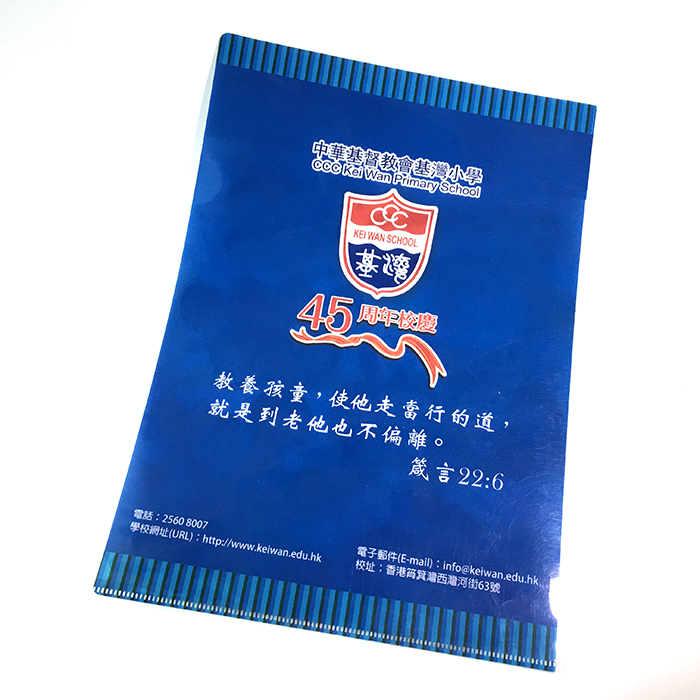 中華基督教會基灣小學
CCC Kei Wan Primary School
CCC
KEI WAN SCHOOL
基灣
45周年校慶
教養孩童，使他走當行的道，
就是到老他也不偏離。
箴言22:6
電話：2560 8007
學校網址(URL)：http://www.keiwan.edu.hk
電子郵件(E-mail)：info@keiwan.edu.hk
校址：香港筲箕灣西灣河街63號